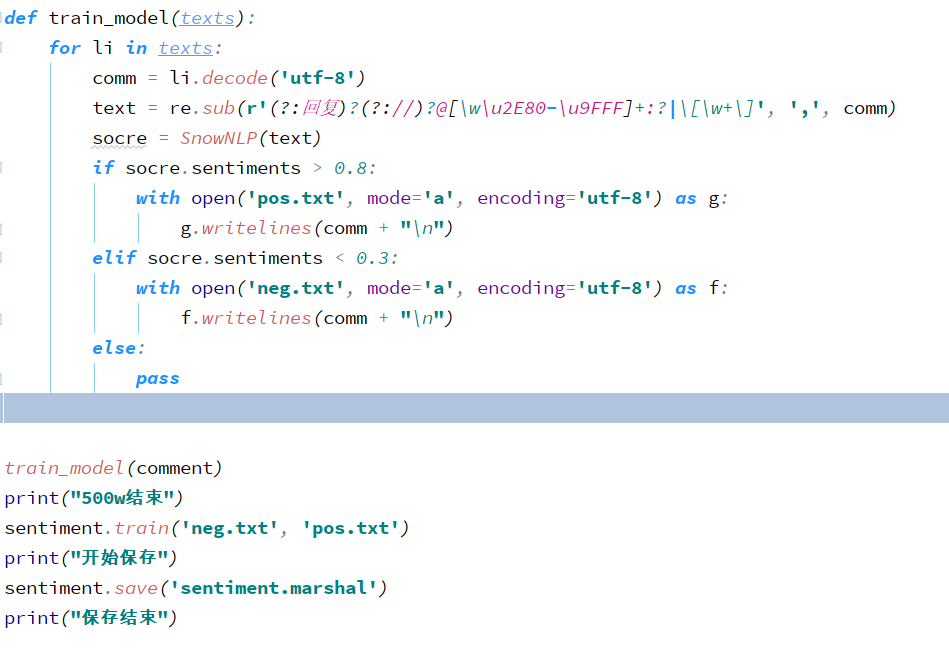 def train_model(texts):
    for li in texts:
        comm = li.decode('utf-8')
        text = re.sub(r'(?:回复)?(?://)?@[\w\u2E80-\u9FFF]+:?|\[\w+\]', ',', comm)
        socre = SnowNLP(text)
        if socre.sentiments > 0.8:
            with open('pos.txt', mode='a', encoding='utf-8') as g:
                g.writelines(comm + "\n")
        elif socre.sentiments < 0.3:
            with open('neg.txt', mode='a', encoding='utf-8') as f:
                f.writelines(comm + "\n")
        else:
            pass
train_model(comment)
print("500w结束")
sentiment.train('neg.txt', 'pos.txt')
print("开始保存")
sentiment.save('sentiment.marshal')
print("保存结束")